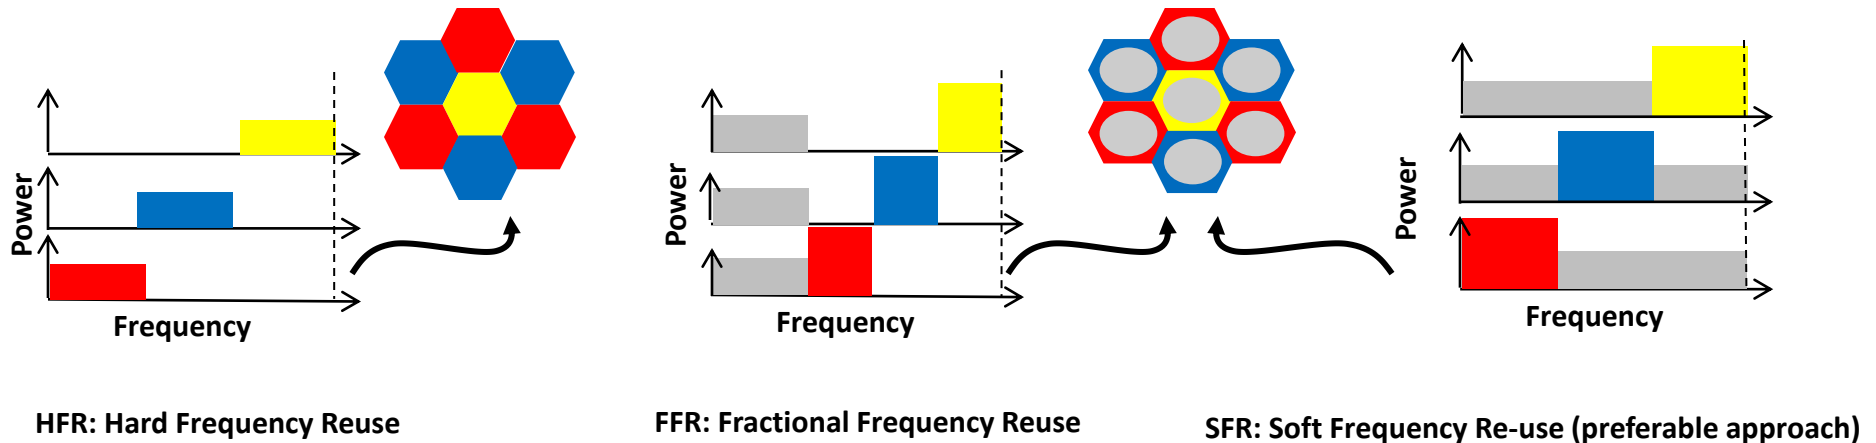 Power
Frequency
HFR: Hard Frequency Reuse
Power
Frequency
FFR: Fractional Frequency Reuse
Power
Frequency
SFR: Soft Frequency Re-use (preferable approach)